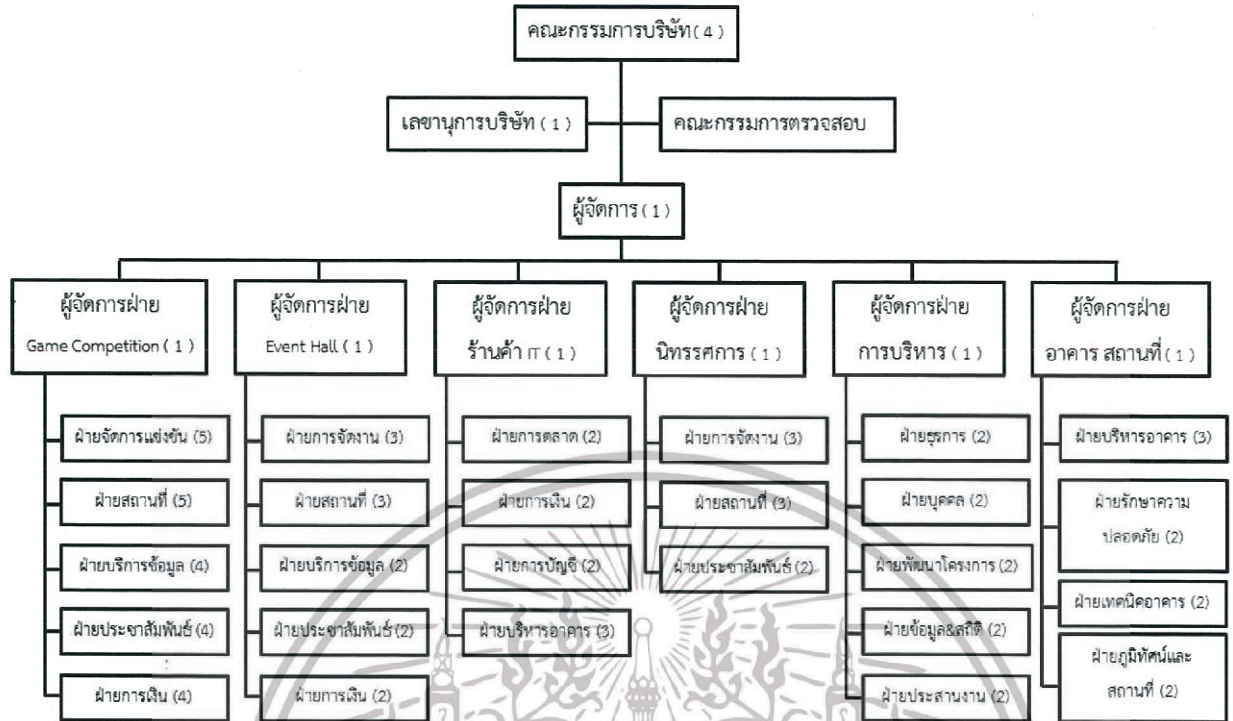 คณะกรรมการบริษัท ( 4 )
เลขานุการบริษัท ( 1 )
คณะกรรมการตรวจสอบ
ผู้จัดการ ( 1 )
ผู้จัดการฝ่าย
Game Competition ( 1 )
ผู้จัดการฝ่าย
Event Hall ( 1 )
ผู้จัดการฝ่าย
ร้านค้า IT ( 1 )
ผู้จัดการฝ่าย
นิทรรศการ ( 1 )
ผู้จัดการฝ่าย
การบริหาร ( 1 )
ผู้จัดการฝ่าย
อาคาร สถานที่ ( 1 )
ฝ่ายจัดการแข่งขัน (5)
ฝ่ายสถานที่ (5)
ฝ่ายบริการข้อมูล (4)
ฝ่ายประชาสัมพันธ์ (4)
ฝ่ายการเงิน (4)
ฝ่ายการจัดงาน (3)
ฝ่ายสถานที่ (3)
ฝ่ายบริการข้อมูล (2)
ฝ่ายประชาสัมพันธ์ (2)
ฝ่ายการเงิน (2)
ฝ่ายการตลาด (2)
ฝ่ายการเงิน (2)
ฝ่ายการบัญชี (2)
ฝ่ายบริหารอาคาร (3)
ฝ่ายการจัดงาน (3)
ฝ่ายสถานที่ (3)
ฝ่ายประชาสัมพันธ์ (2)
ฝ่ายธุรการ (2)
ฝ่ายบุคคล (2)
ฝ่ายพัฒนาโครงการ (2)
ฝ่ายข้อมูล&สถิติ (2)
ฝ่ายประสานงาน (2)
ฝ่ายบริหารอาคาร (3)
ฝ่ายรักษาความ
ปลอดภัย (2)
ฝ่ายเทคนิคอาคาร (2)
ฝ่ายภูมิทัศน์และ
สถานที่ (2)